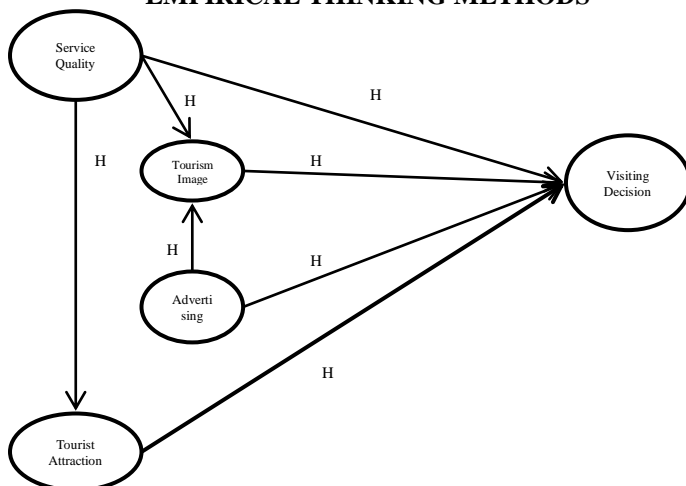 EMPIRICAL THINKING METHODS
Service
Quality
H
H
H
Tourism
Image
H
Visiting
Decision
H
H
Adverti
sing
H
Tourist
Attraction